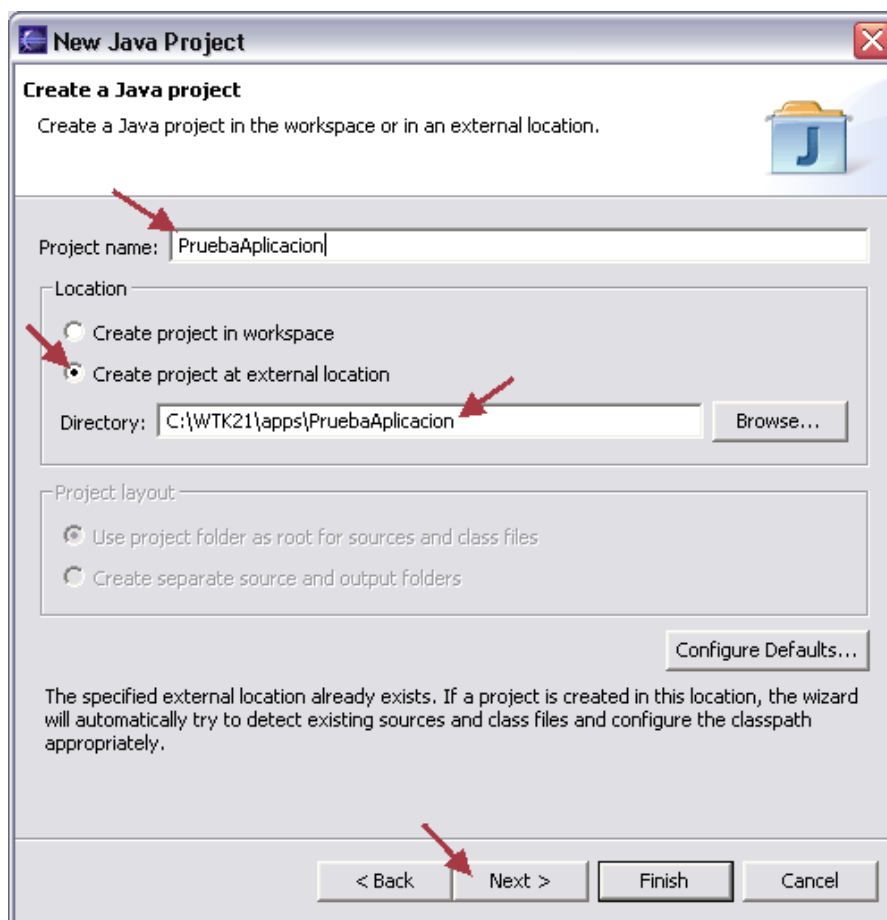 New Java Project
Create a Java project
Create a Java project in the workspace or in an external location.
J
Project name: PruebaAplicacion
Location
Create project in workspace
Create project at external location
Directory: C:\WTK21\apps\PruebaAplicacion Browse...
Project layout
Use project folder as root for sources and class files
Create separate source and output folders
Configure Defaults...
The specified external location already exists. If a project is created in this location, the wizard
will automatically try to detect existing sources and class files and configure the classpath
appropriately.
< Back Next > Finish Cancel